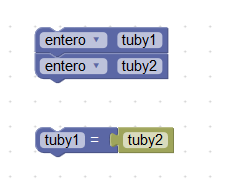 entero ▾ tuby1
entero ▾ tuby2
tuby1 = tuby2